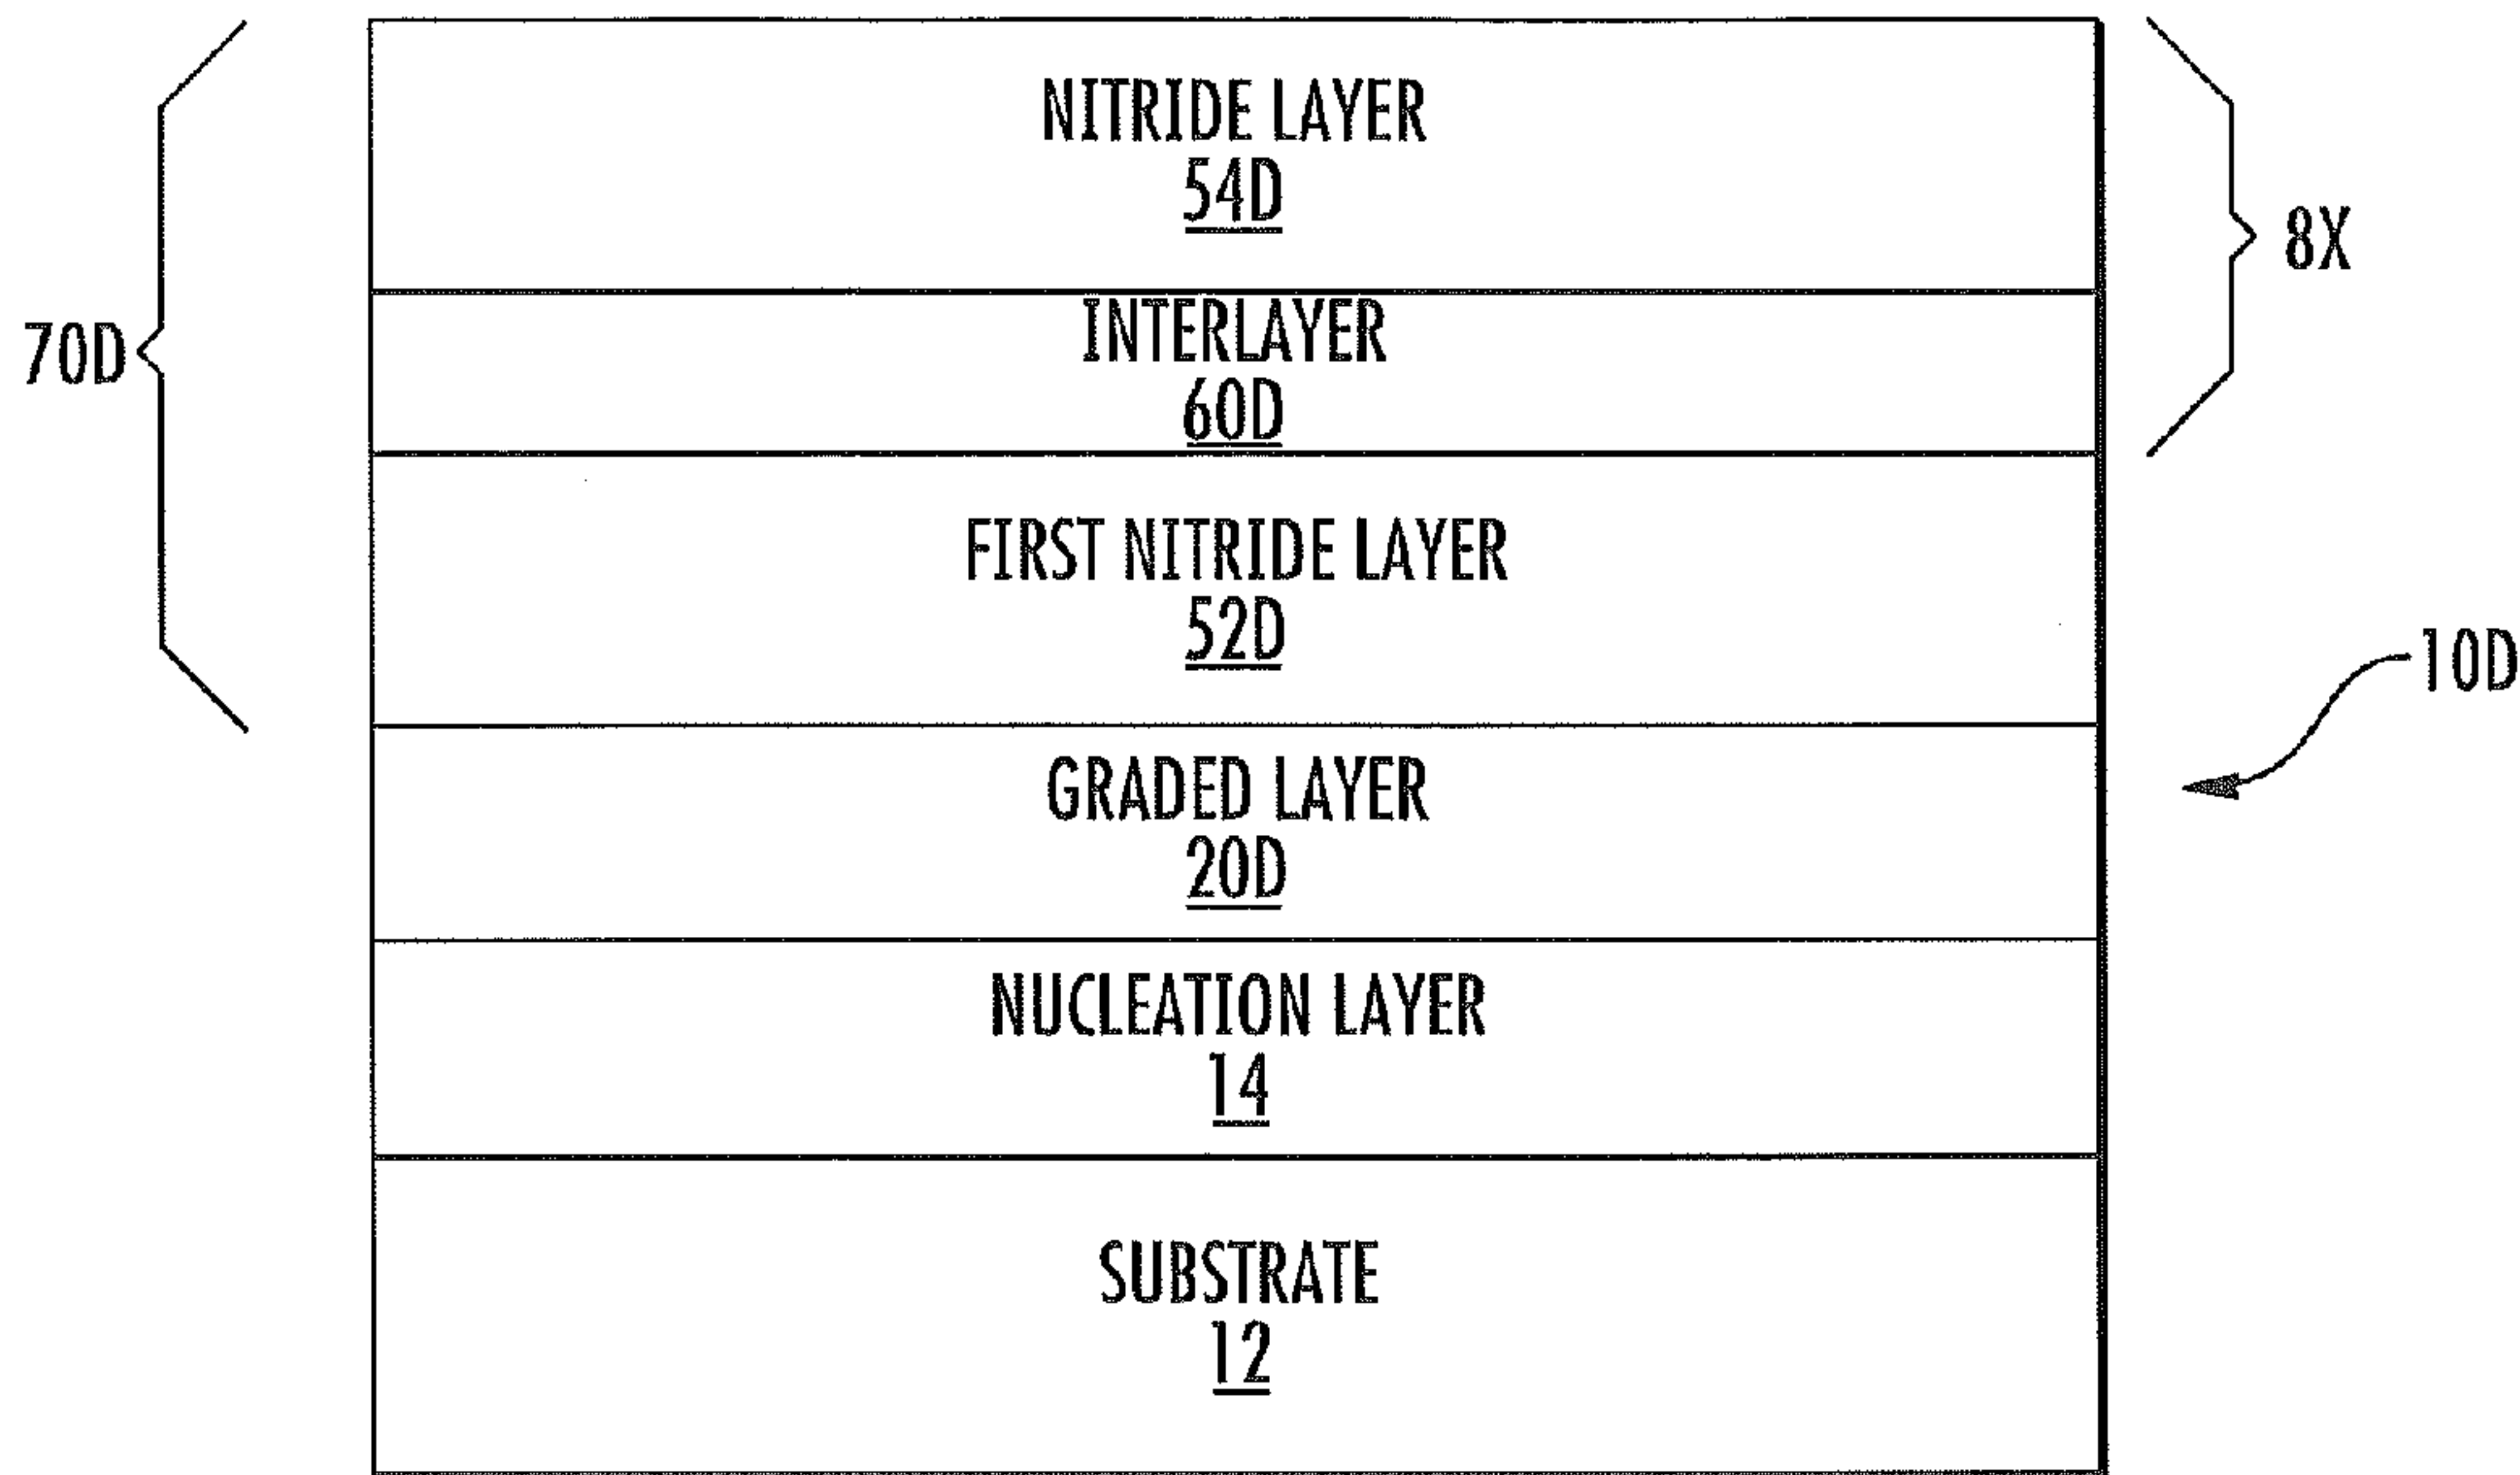 NITRIDE LAYER
54D
8X
INTERLAYER
60D
70D
FIRST NITRIDE LAYER
52D
10D
GRADED LAYER
20D
NUCLEATION LAYER
14
SUBSTRATE
12